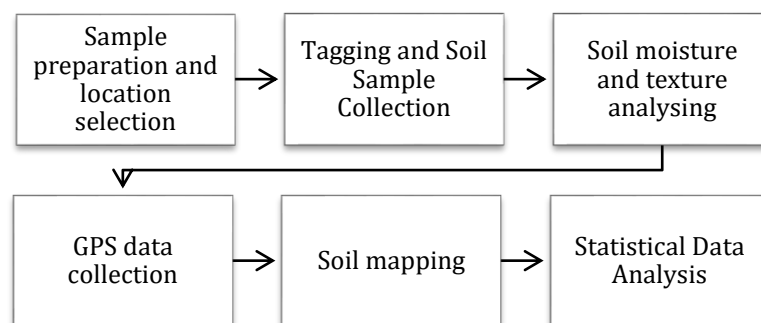 Sample
preparation and
location
selection
Tagging and Soil
Sample
Collection
Soil moisture
and texture
analysing
GPS data
collection
Soil mapping
Statistical Data
Analysis